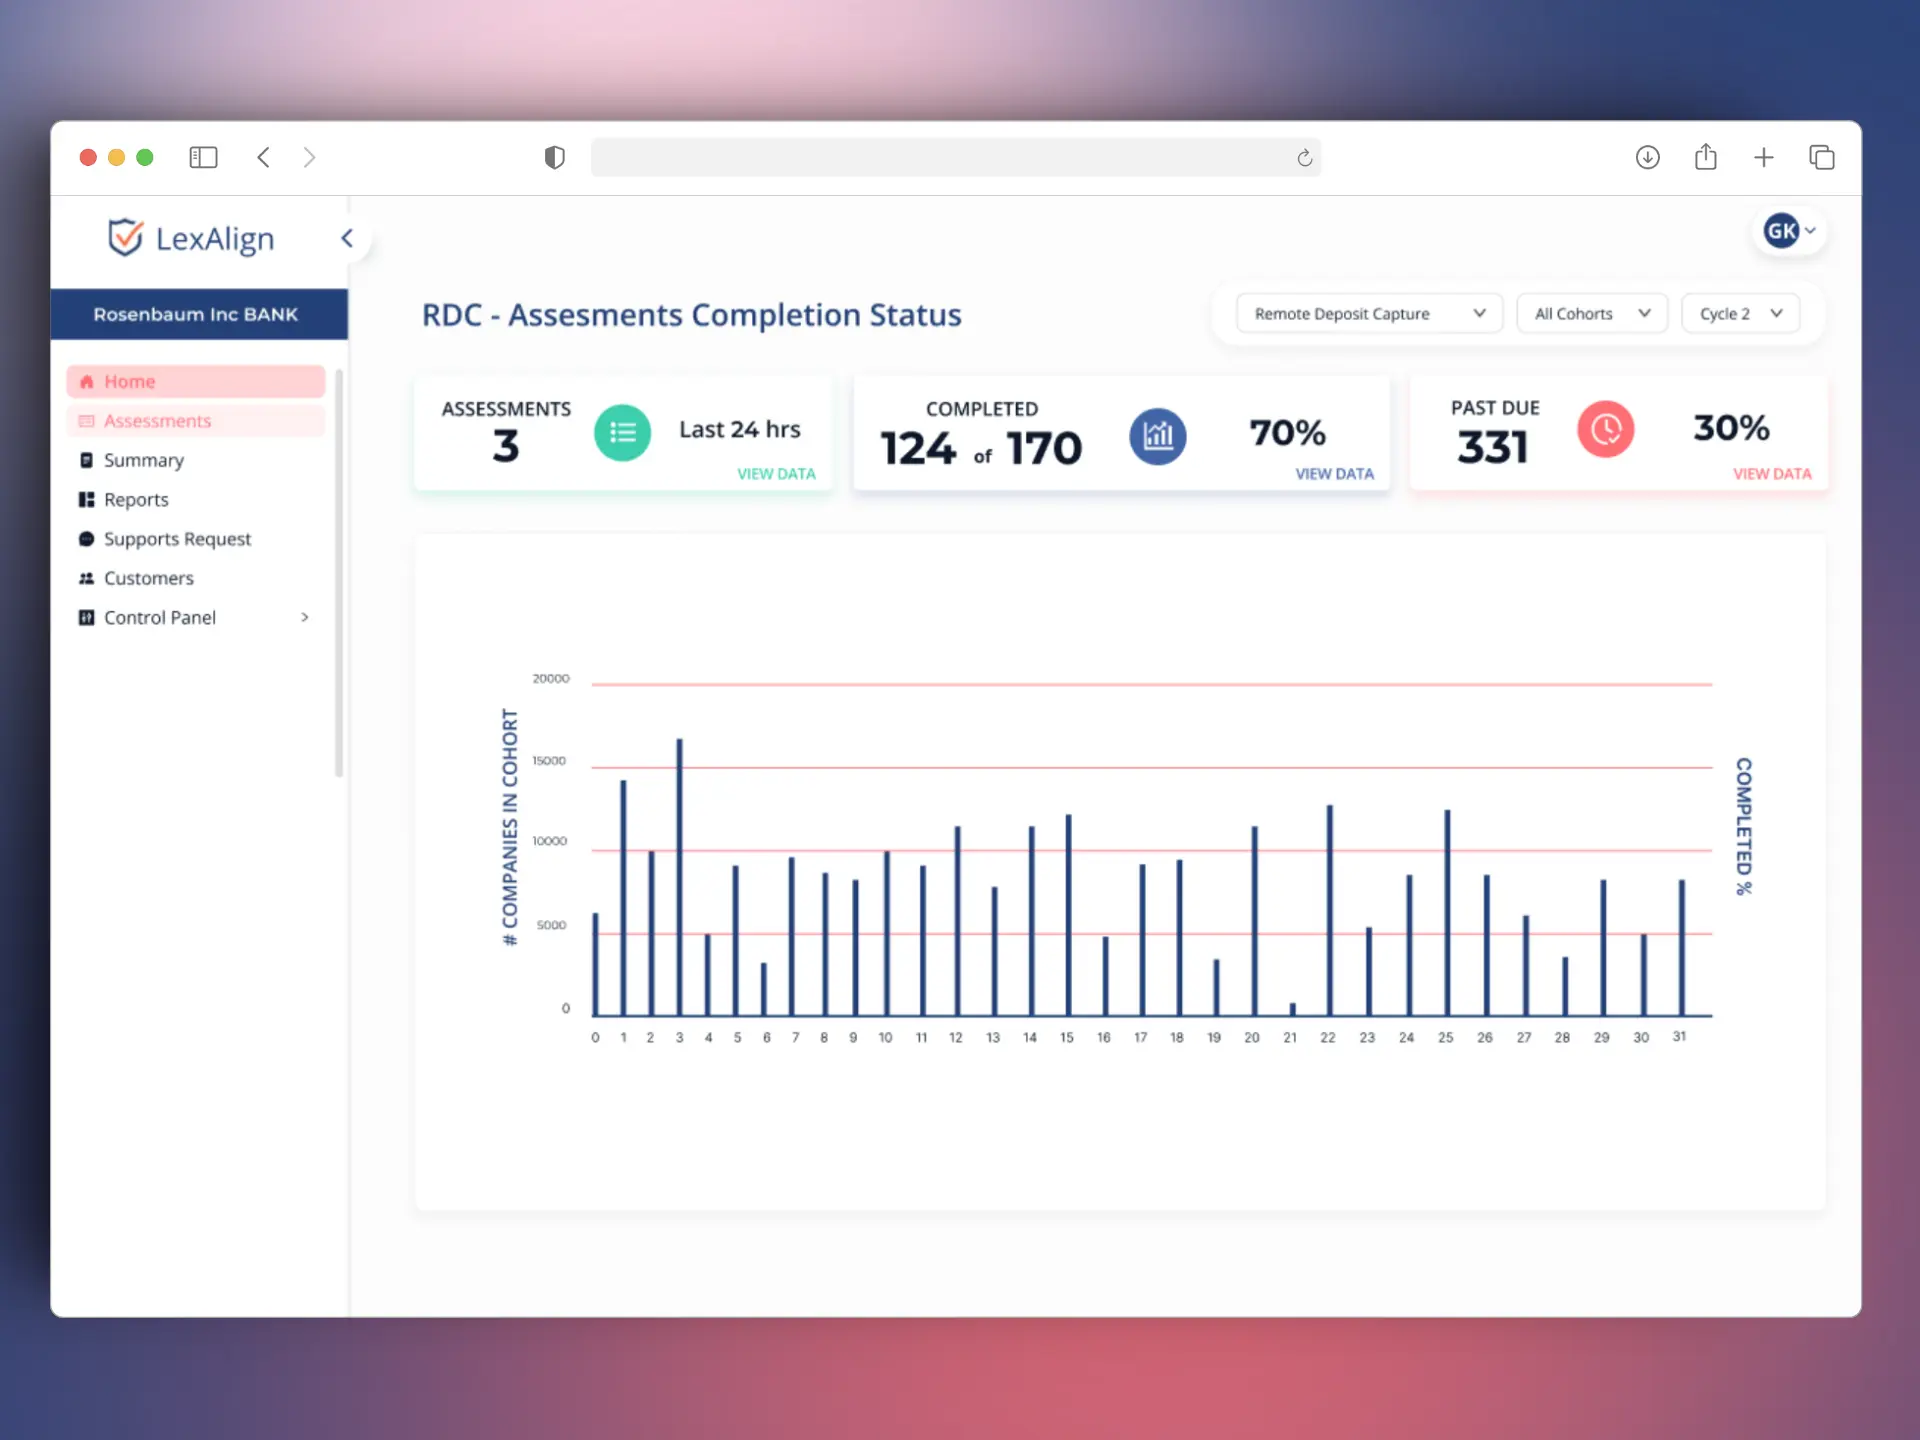 LexAlign
GK
Rosenbaum Inc BANK
Home
Assessments
Summary
Reports
Supports Request
Customers
Control Panel
RDC - Assesments Completion Status
Remote Deposit Capture
All Cohorts
Cycle 2
ASSESSMENTS
3
Last 24 hrs
VIEW DATA
COMPLETED
124 of 170
70%
VIEW DATA
PAST DUE
331
30%
VIEW DATA
# COMPANIES IN COHORT
20000
15000
10000
5000
0
0 1 2 3 4 5 6 7 8 9 10 11 12 13 14 15 16 17 18 19 20 21 22 23 24 25 26 27 28 29 30 31
COMPLETED %